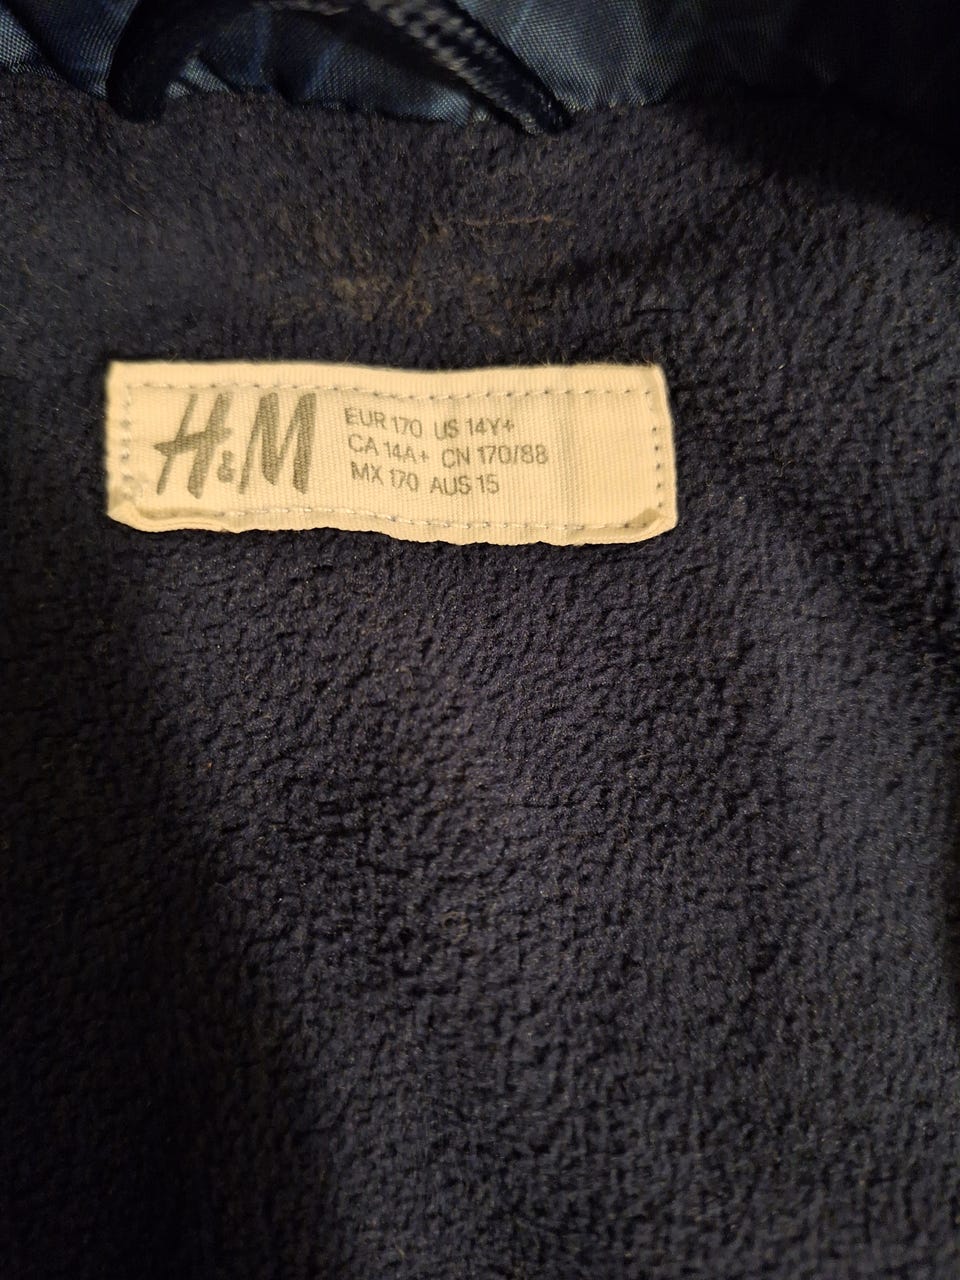 H&M
EUR 170 US 14Y+
CA 14A+ CN 170/88
MX 170 AUS 15